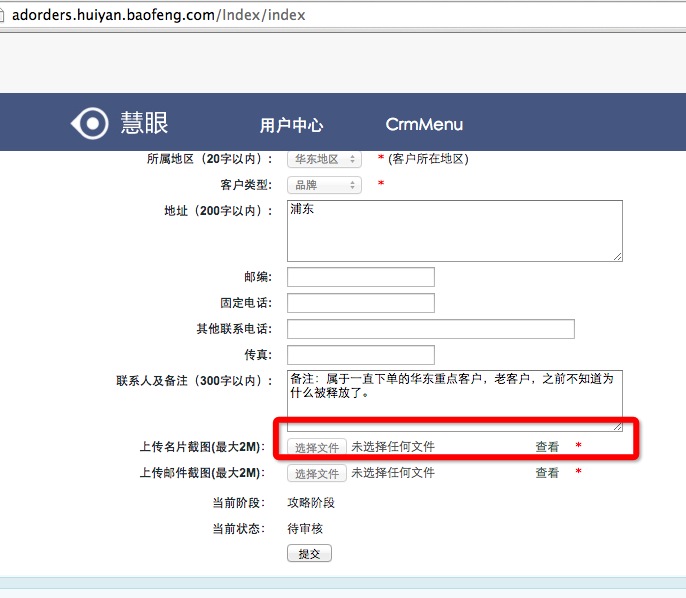 adorders.huiyan.baofeng.com/Index/index
慧眼 用户中心 CrmMenu
所属地区（20字以内）: 华东地区 * (客户所在地区)
客户类型: 品牌 *
地址（200字以内）: 浦东
邮编:
固定电话:
其他联系电话:
传真:
联系人及备注（300字以内）: 备注：属于一直下单的华东重点客户，老客户，之前不知道为
什么被释放了。
上传名片截图(最大2M): 选择文件 未选择任何文件 查看 *
上传邮件截图(最大2M): 选择文件 未选择任何文件 查看 *
当前阶段: 攻略阶段
当前状态: 待审核
提交